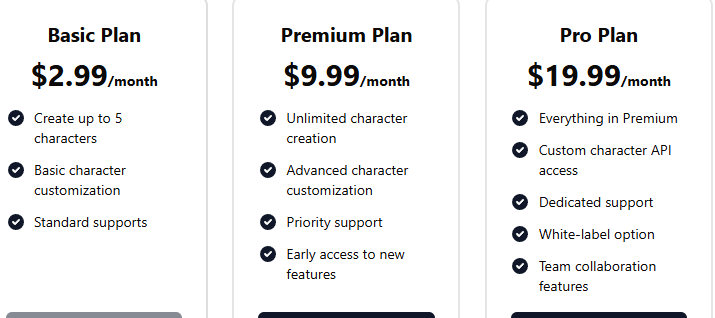 Basic Plan
$2.99/month
Create up to 5
characters
Basic character
customization
Standard supports
Premium Plan
$9.99/month
Unlimited character
creation
Advanced character
customization
Priority support
Early access to new
features
Pro Plan
$19.99/month
Everything in Premium
Custom character API
access
Dedicated support
White-label option
Team collaboration
features